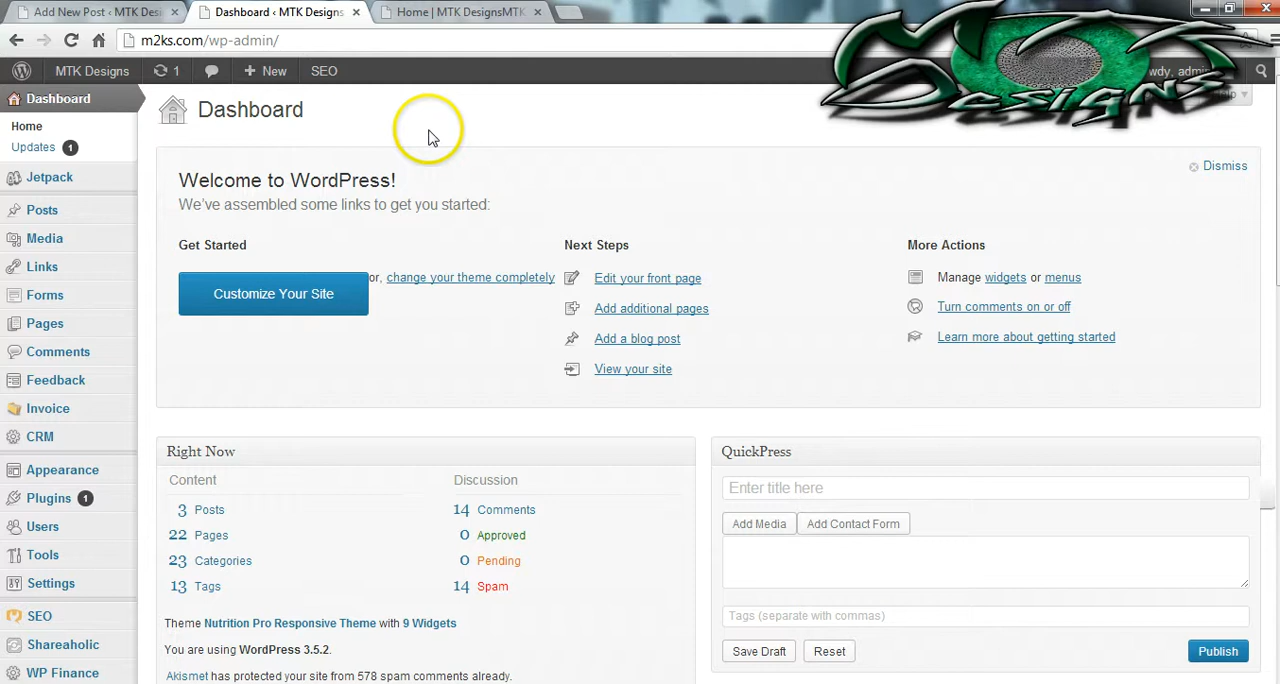 Add New Post ‹ MTK Desi
Dashboard ‹ MTK Designs
Home | MTK DesignsMTK
m2ks.com/wp-admin/
MTK Designs
1
New
SEO
wdy, admi
MTK
Designs
Dashboard
Home
Updates 1
Jetpack
Posts
Media
Links
Forms
Pages
Comments
Feedback
Invoice
CRM
Appearance
Plugins 1
Users
Tools
Settings
SEO
Shareaholic
WP Finance
Dashboard
Dismiss
Welcome to WordPress!
We've assembled some links to get you started:
Get Started
Customize Your Site
or, change your theme completely
Next Steps
Edit your front page
Add additional pages
Add a blog post
View your site
More Actions
Manage widgets or menus
Turn comments on or off
Learn more about getting started
Right Now
Content
3 Posts
22 Pages
23 Categories
13 Tags
Discussion
14 Comments
0 Approved
0 Pending
14 Spam
Theme Nutrition Pro Responsive Theme with 9 Widgets
You are using WordPress 3.5.2.
Akismet has protected your site from 578 spam comments already.
QuickPress
Enter title here
Add Media
Add Contact Form
Tags (separate with commas)
Save Draft
Reset
Publish